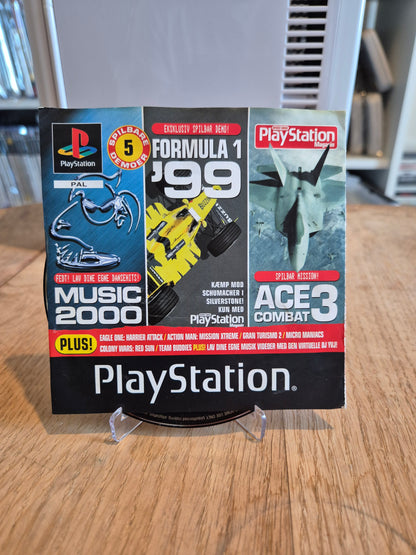 PlayStation
PAL
5
SPILBARE
DEMOER
FEDT! LAV DINE EGNE DANSEHITS!
MUSIC
2000
EKSKLUSIV SPILBAR DEMO!
FORMULA 1
'99
KÆMP MOD
SCHUMACHER I
SILVERSTONE!
KUN MED
PlayStation
Magasin
PlayStation
Magasin
SPILBAR MISSION!
ACE 3
COMBAT
PLUS!
EAGLE ONE: HARRIER ATTACK / ACTION MAN: MISSION XTREME / GRAN TURISMO 2 / MICRO MANIACS
COLONY WARS: RED SUN / TEAM BUDDIES PLUS! LAV DINE EGNE MUSIK VIDEOER MED DEN VIRTUELLE DJ YUJ!
PlayStation®